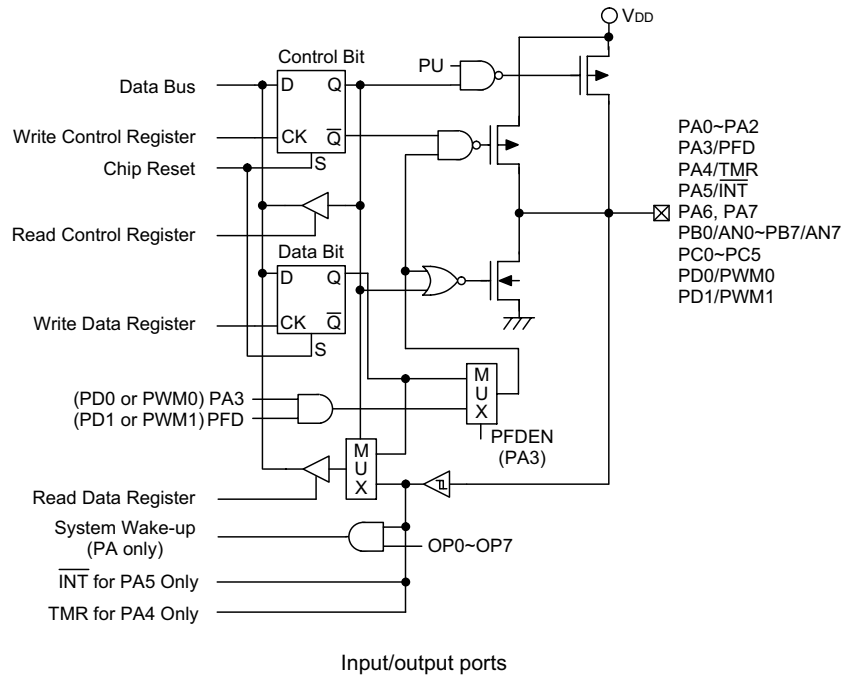 VDD
Control Bit
PU
Data Bus
D Q
Write Control Register
CK Q̅
Chip Reset
S
PA0~PA2
PA3/PFD
PA4/TMR
PA5/I̅N̅T̅
PA6, PA7
PB0/AN0~PB7/AN7
PC0~PC5
PD0/PWM0
PD1/PWM1
Read Control Register
Data Bit
D Q
Write Data Register
CK Q̅
S
(PD0 or PWM0) PA3
(PD1 or PWM1) PFD
M
U
X
PFDEN
(PA3)
M
U
X
Read Data Register
System Wake-up
(PA only)
OP0~OP7
I̅N̅T̅ for PA5 Only
TMR for PA4 Only
Input/output ports